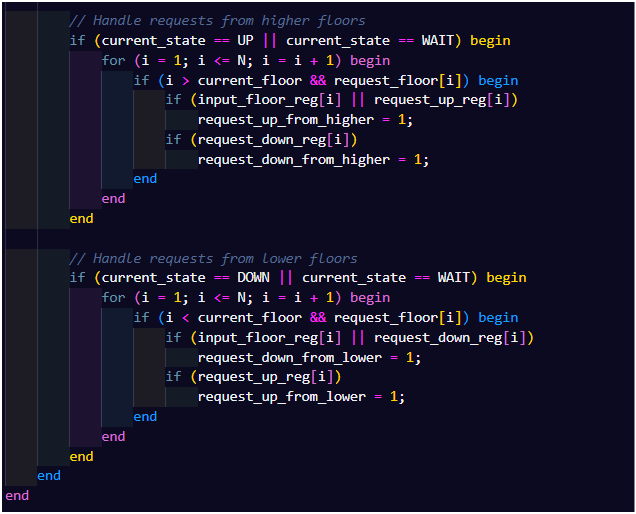 // Handle requests from higher floors
if (current_state == UP || current_state == WAIT) begin
for (i = 1; i <= N; i = i + 1) begin
if (i > current_floor && request_floor[i]) begin
if (input_floor_reg[i] || request_up_reg[i])
request_up_from_higher = 1;
if (request_down_reg[i])
request_down_from_higher = 1;
end
end
end
// Handle requests from lower floors
if (current_state == DOWN || current_state == WAIT) begin
for (i = 1; i <= N; i = i + 1) begin
if (i < current_floor && request_floor[i]) begin
if (input_floor_reg[i] || request_down_reg[i])
request_down_from_lower = 1;
if (request_up_reg[i])
request_up_from_lower = 1;
end
end
end
end
end